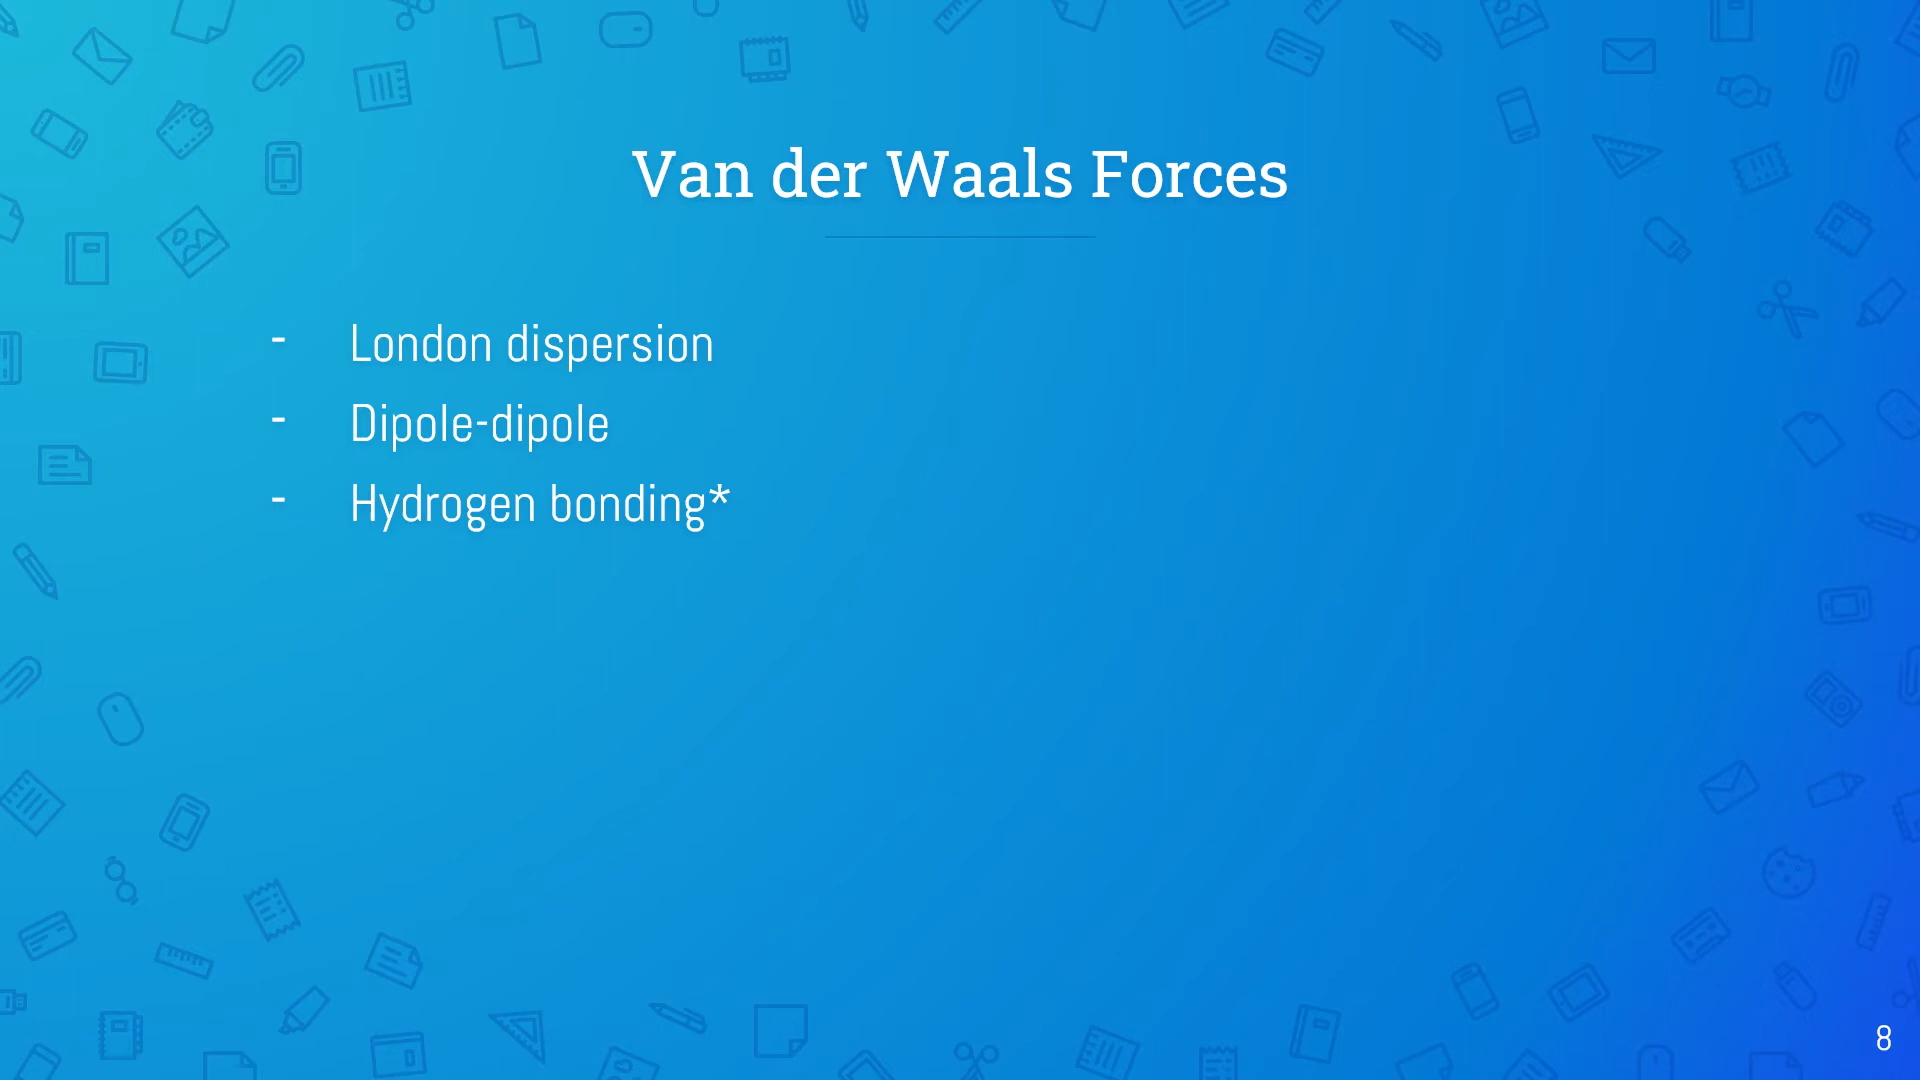 Van der Waals Forces
- London dispersion
- Dipole-dipole
- Hydrogen bonding*
8